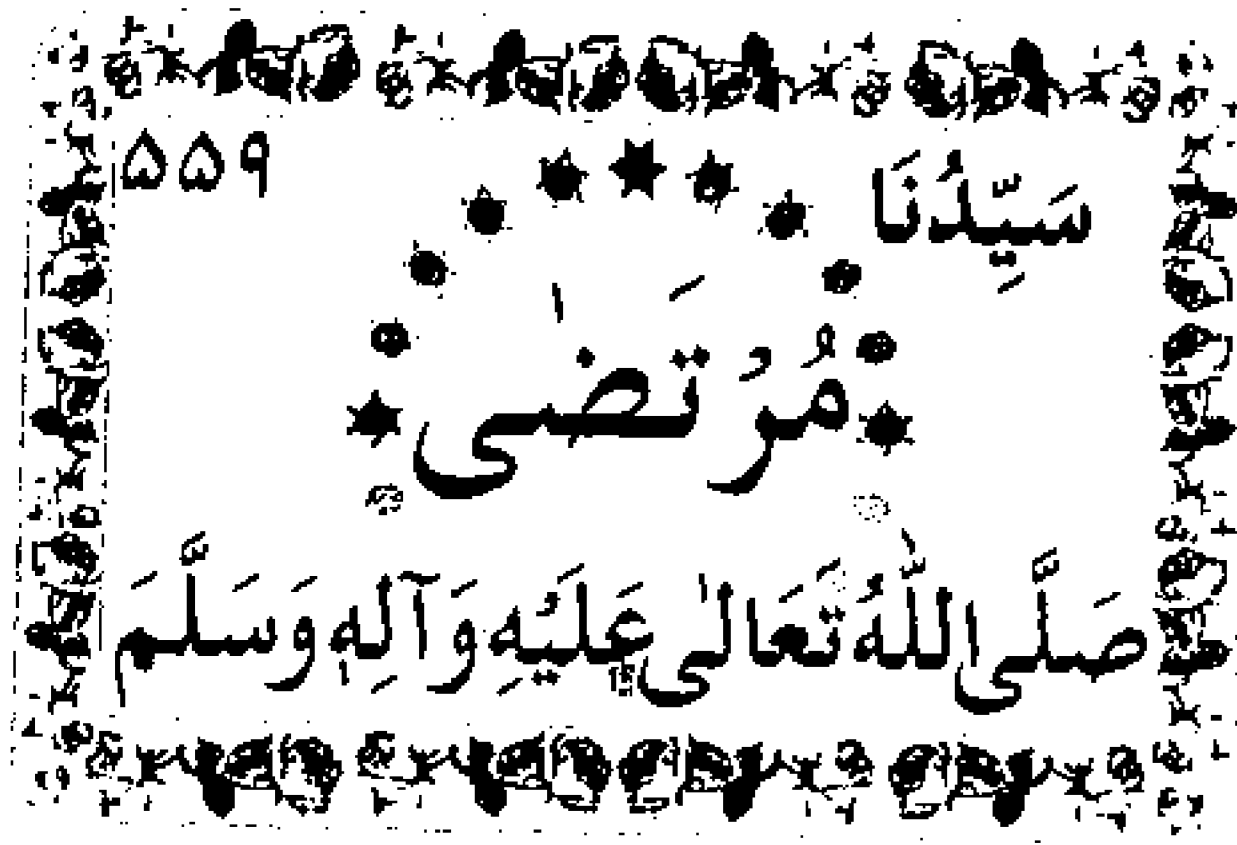 سَيِّدُنَا ۵۵۹
مُرْتَضٰی
صَلَّی اللّٰهُ تَعَالٰی عَلَيْهِ وَآلِهٖ وَسَلَّمَ